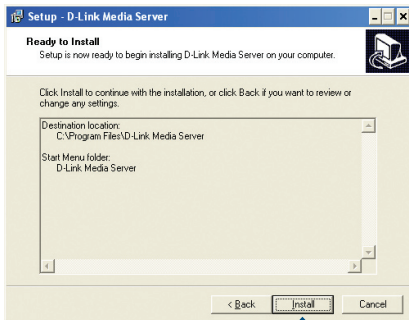 Setup - D-Link Media Server
Ready to Install
Setup is now ready to begin installing D-Link Media Server on your computer.
Click Install to continue with the installation, or click Back if you want to review or
change any settings.
Destination location:
C:\Program Files\D-Link Media Server
Start Menu folder:
D-Link Media Server
< Back
Install
Cancel